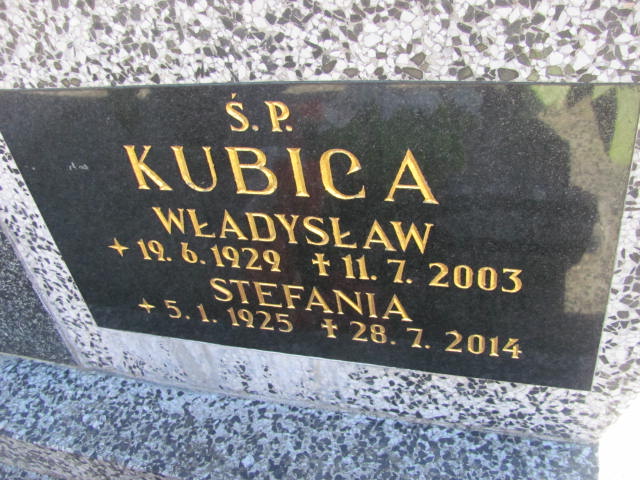 Ś.P.
KUBICA
WŁADYSŁAW
+ 19.6.1929 ✝ 11.7.2003
STEFANIA
+ 5.1.1925 ✝ 28.7.2014